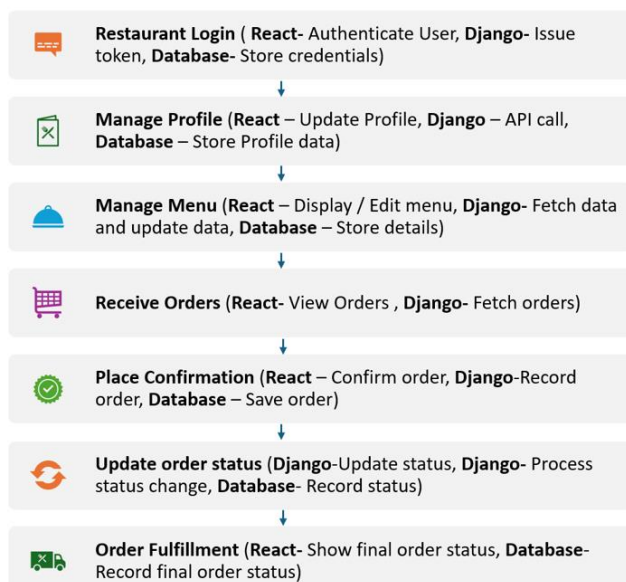 Restaurant Login ( React- Authenticate User, Django- Issue
token, Database- Store credentials)
Manage Profile (React – Update Profile, Django – API call,
Database – Store Profile data)
Manage Menu (React – Display / Edit menu, Django- Fetch data
and update data, Database – Store details)
Receive Orders (React- View Orders , Django- Fetch orders)
Place Confirmation (React – Confirm order, Django-Record
order, Database – Save order)
Update order status (Django-Update status, Django- Process
status change, Database- Record status)
Order Fulfillment (React- Show final order status, Database-
Record final order status)